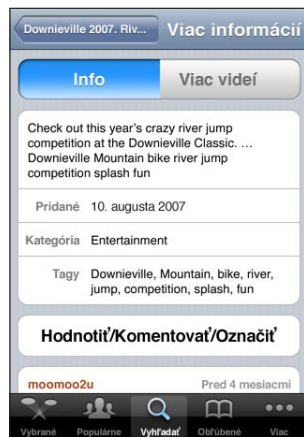 Downieville 2007. Riv...
Viac informácií
Info
Viac videí
Check out this year's crazy river jump
competition at the Downieville Classic. ...
Downieville Mountain bike river jump
competition splash fun
Pridané 10. augusta 2007
Kategória Entertainment
Tagy Downieville, Mountain, bike, river,
jump, competition, splash, fun
Hodnotiť/Komentovať/Označiť
moomoo2u Pred 4 mesiacmi
Vybrané Populárne Vyhľadať Obľúbené Viac